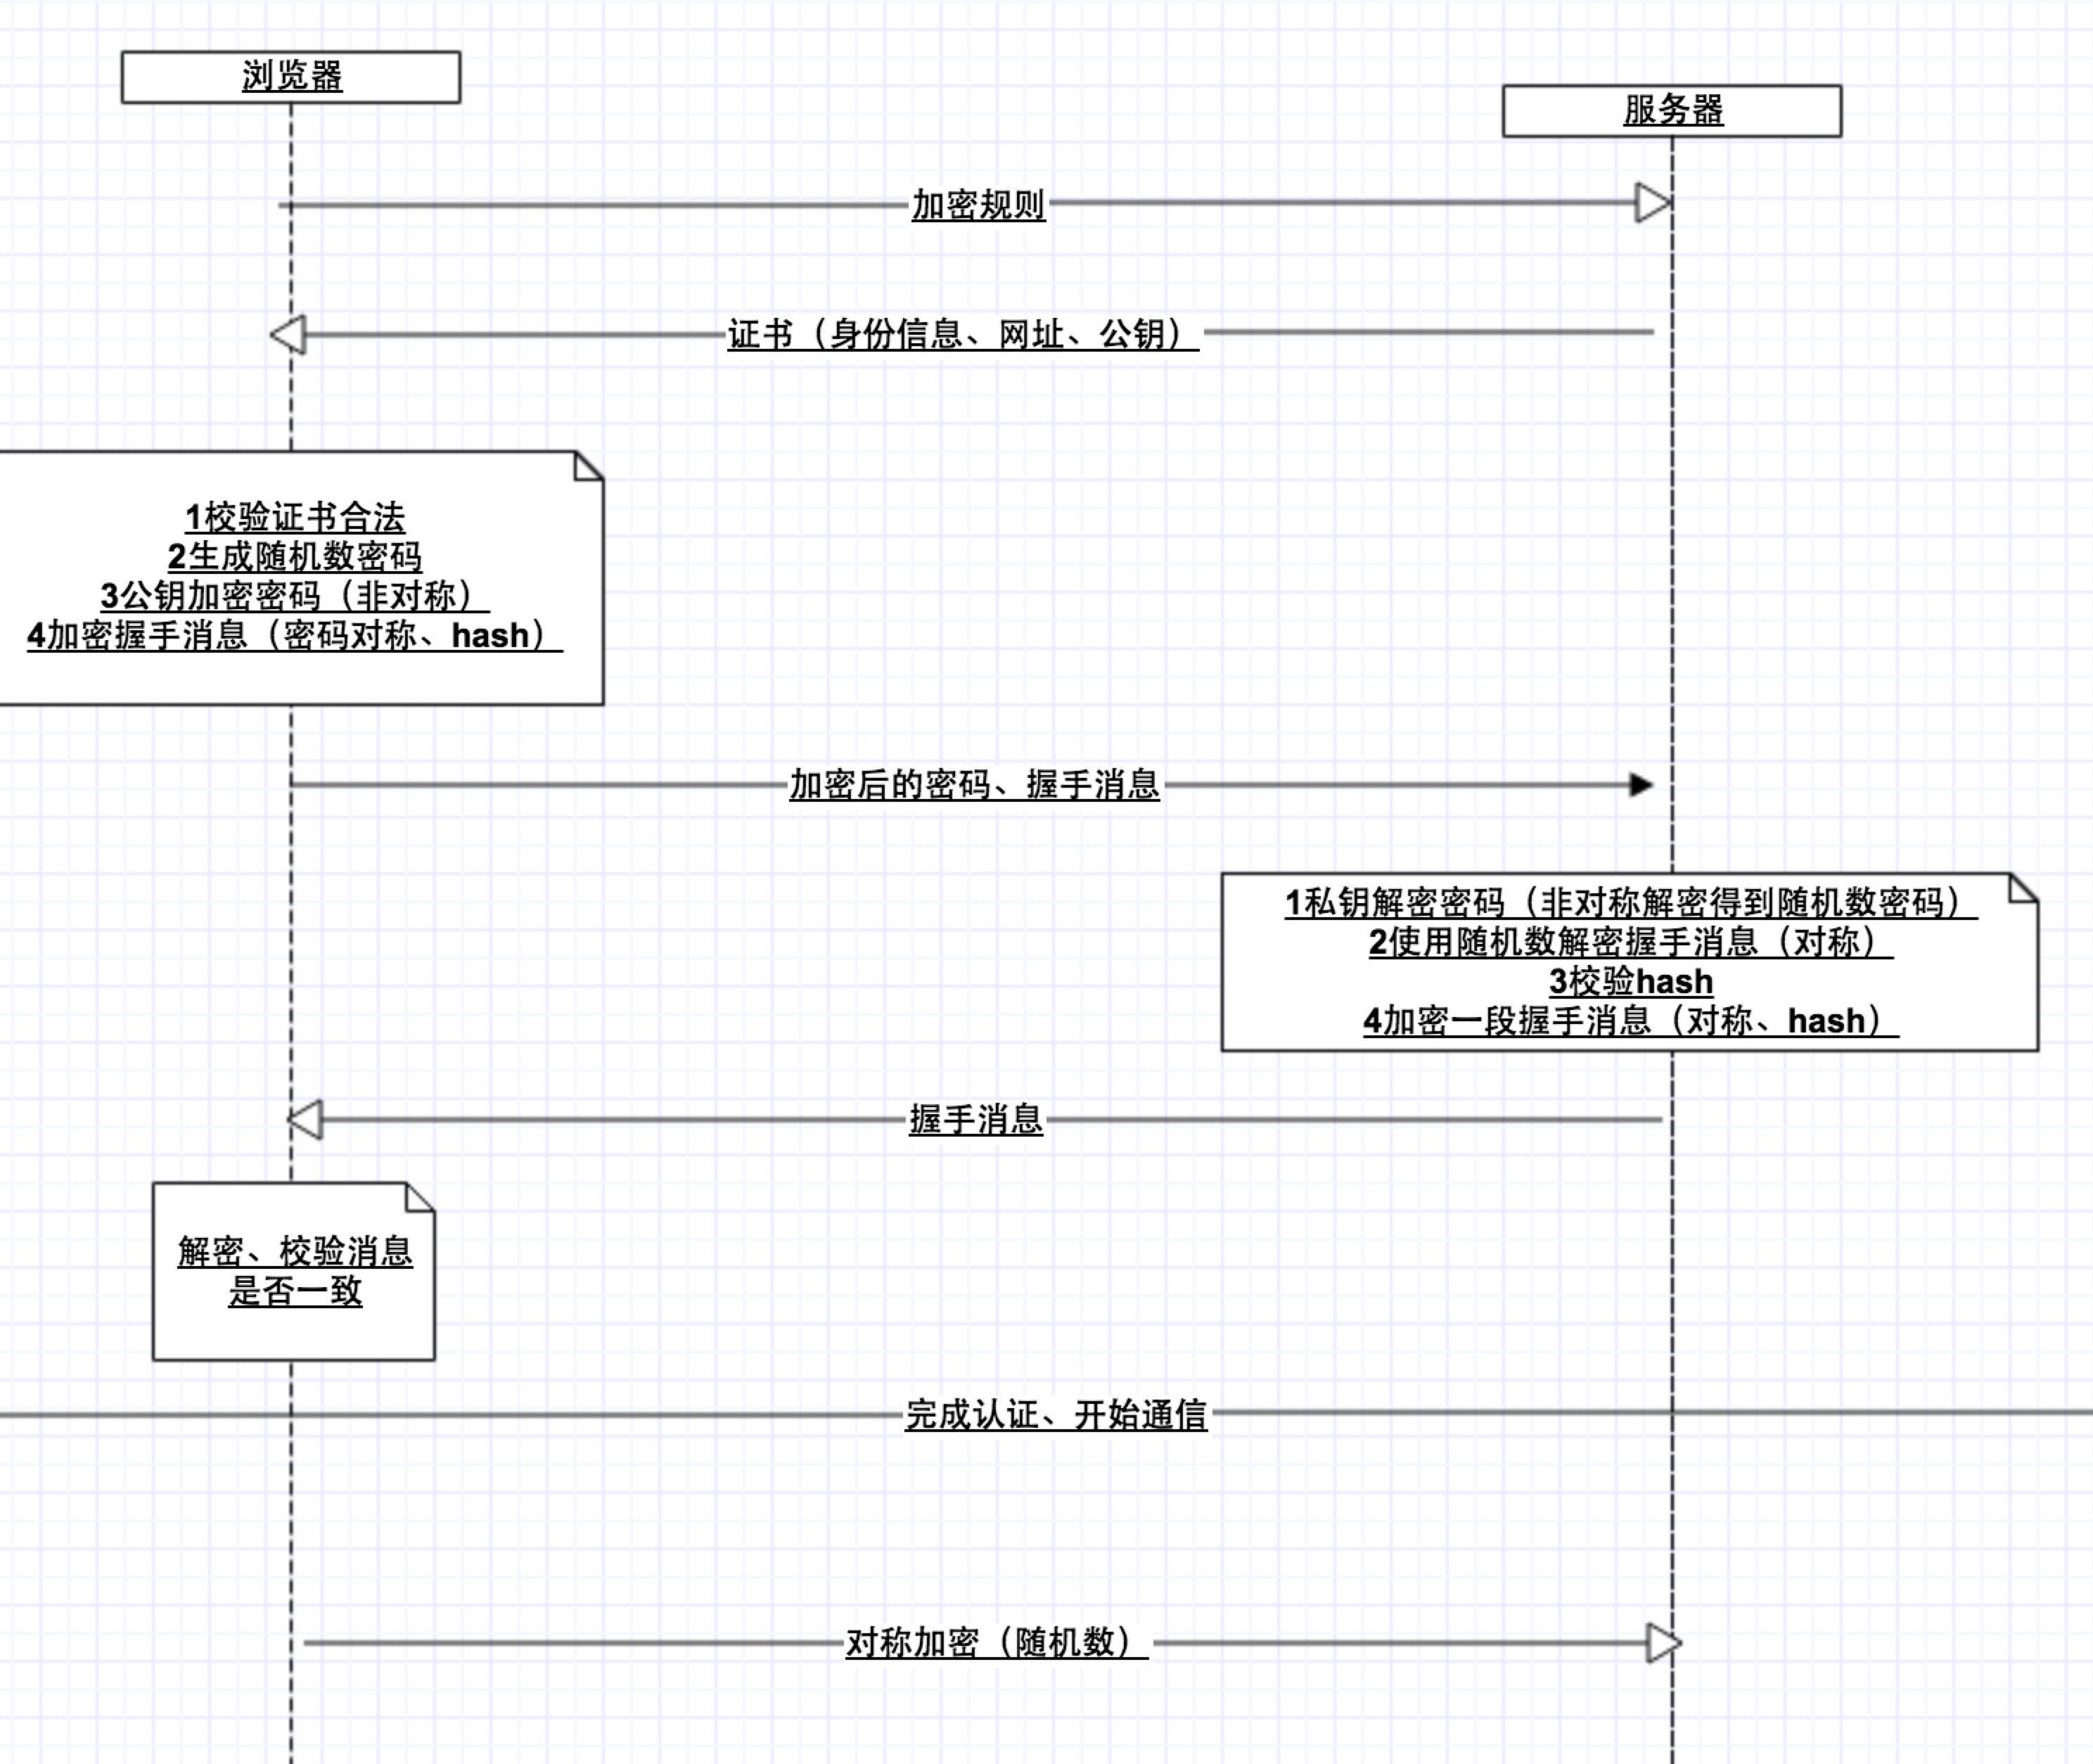 浏览器
服务器
加密规则
证书（身份信息、网址、公钥）
1校验证书合法
2生成随机数密码
3公钥加密密码（非对称）
4加密握手消息（密码对称、hash）
加密后的密码、握手消息
1私钥解密密码（非对称解密得到随机数密码）
2使用随机数解密握手消息（对称）
3校验hash
4加密一段握手消息（对称、hash）
握手消息
解密、校验消息
是否一致
完成认证、开始通信
对称加密（随机数）